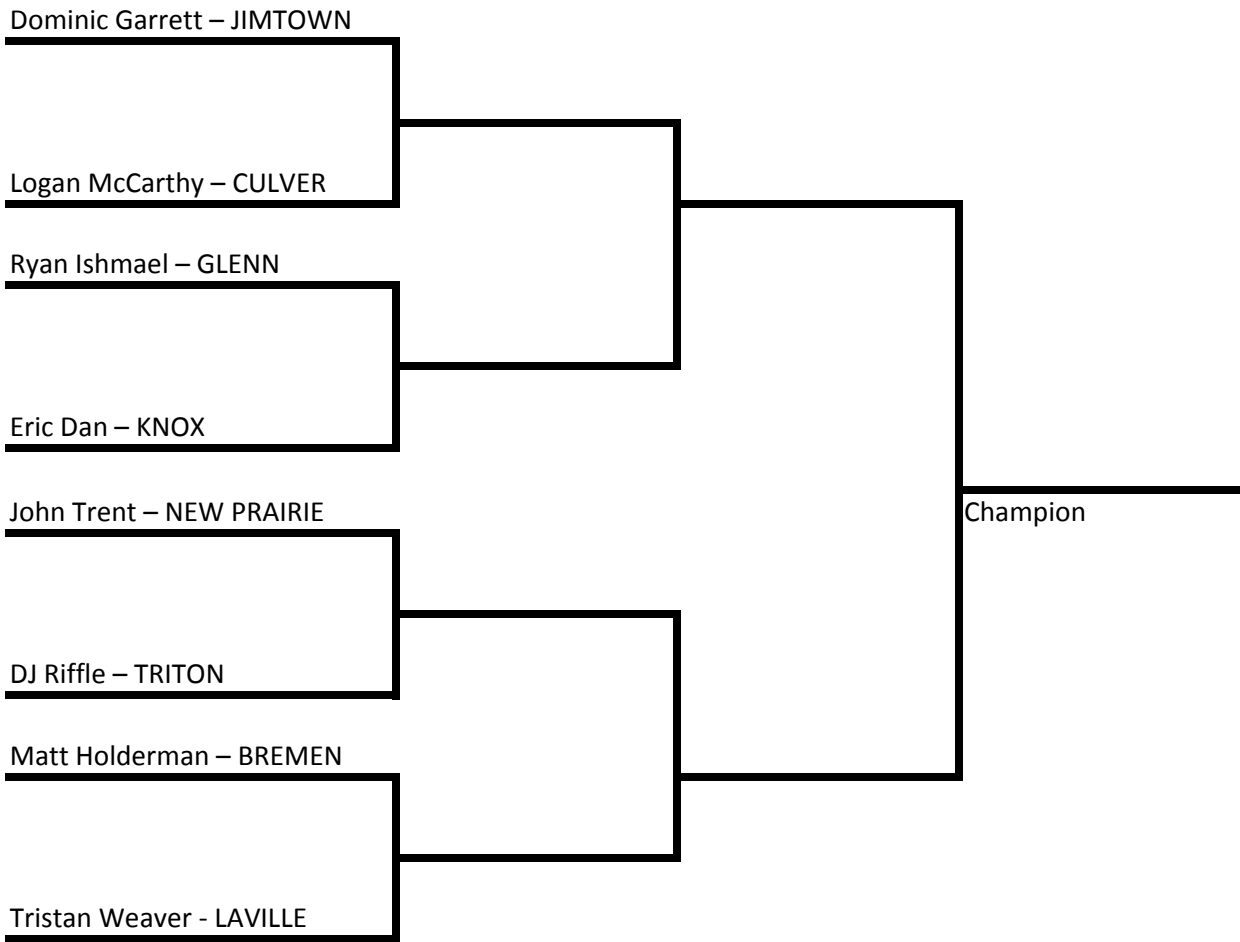 Dominic Garrett – JIMTOWN
Logan McCarthy – CULVER
Ryan Ishmael – GLENN
Eric Dan – KNOX
John Trent – NEW PRAIRIE
Champion
DJ Riffle – TRITON
Matt Holderman – BREMEN
Tristan Weaver - LAVILLE